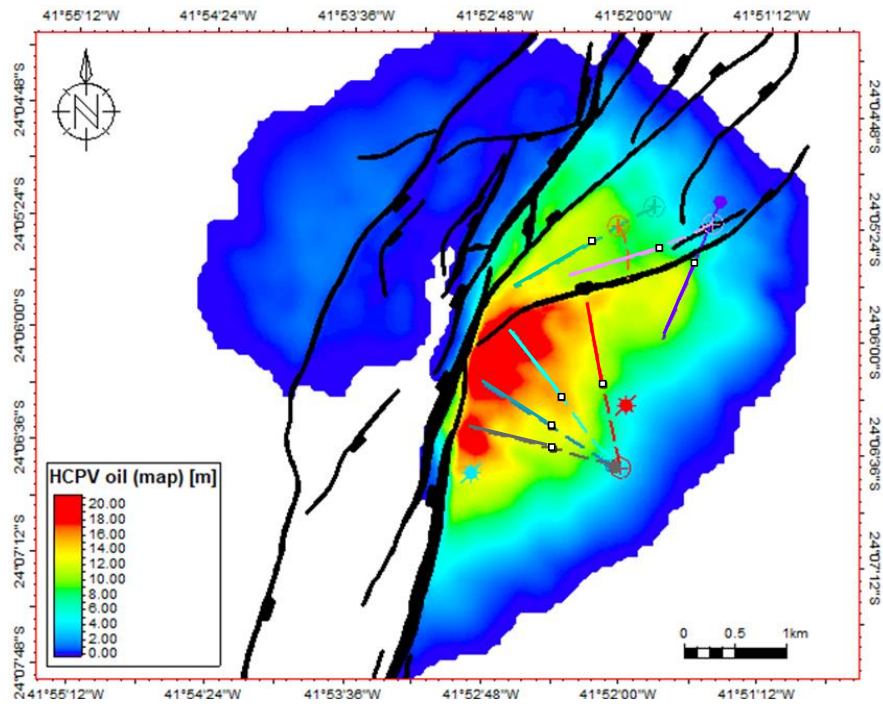 41°55'12"W 41°54'24"W 41°53'36"W 41°52'48"W 41°52'00"W 41°51'12"W
N
24°04'48"S 24°04'48"S
24°05'24"S 24°05'24"S
24°06'00"S 24°06'00"S
24°06'36"S 24°06'36"S
24°07'12"S 24°07'12"S
24°07'48"S 24°07'48"S
HCPV oil (map) [m]
20.00
18.00
16.00
14.00
12.00
10.00
8.00
6.00
4.00
2.00
0.00
0 0.5 1km
41°55'12"W 41°54'24"W 41°53'36"W 41°52'48"W 41°52'00"W 41°51'12"W